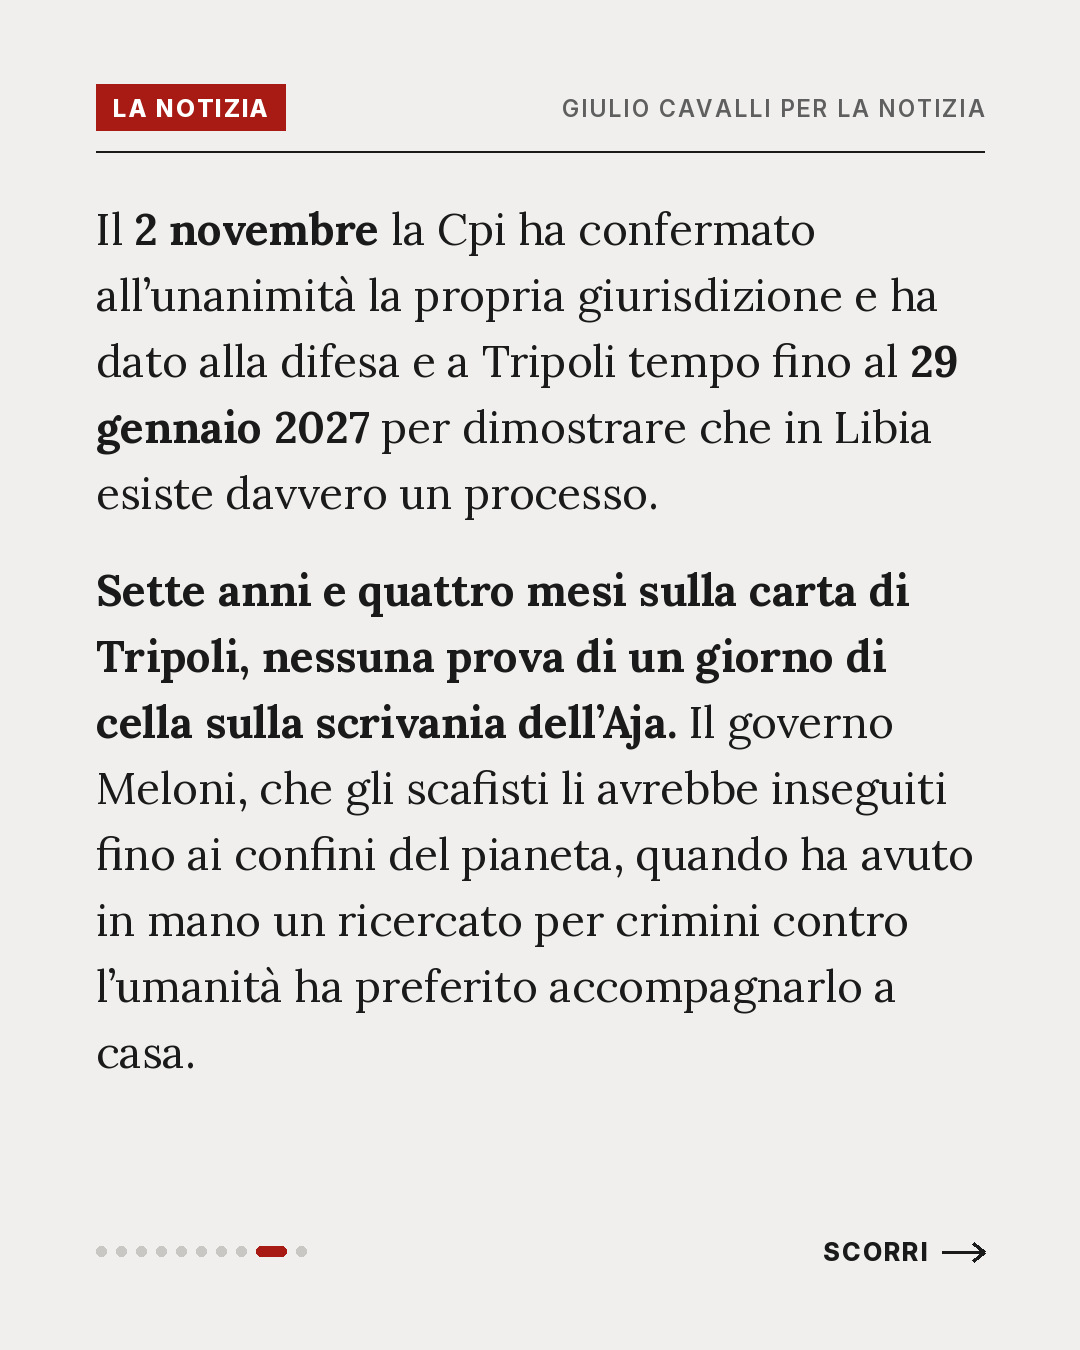 LA NOTIZIA
GIULIO CAVALLI PER LA NOTIZIA
Il 2 novembre la Cpi ha confermato
all’unanimità la propria giurisdizione e ha
dato alla difesa e a Tripoli tempo fino al 29
gennaio 2027 per dimostrare che in Libia
esiste davvero un processo.
Sette anni e quattro mesi sulla carta di
Tripoli, nessuna prova di un giorno di
cella sulla scrivania dell’Aja. Il governo
Meloni, che gli scafisti li avrebbe inseguiti
fino ai confini del pianeta, quando ha avuto
in mano un ricercato per crimini contro
l’umanità ha preferito accompagnarlo a
casa.
SCORRI